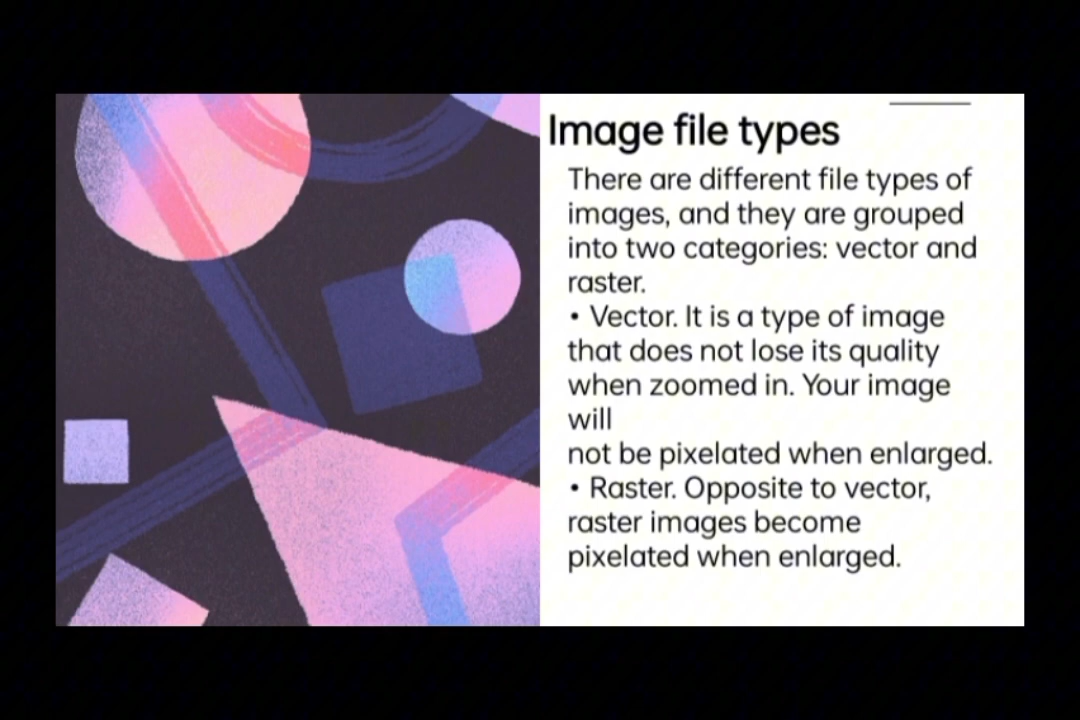 Image file types
There are different file types of
images, and they are grouped
into two categories: vector and
raster.
• Vector. It is a type of image
that does not lose its quality
when zoomed in. Your image
will
not be pixelated when enlarged.
• Raster. Opposite to vector,
raster images become
pixelated when enlarged.